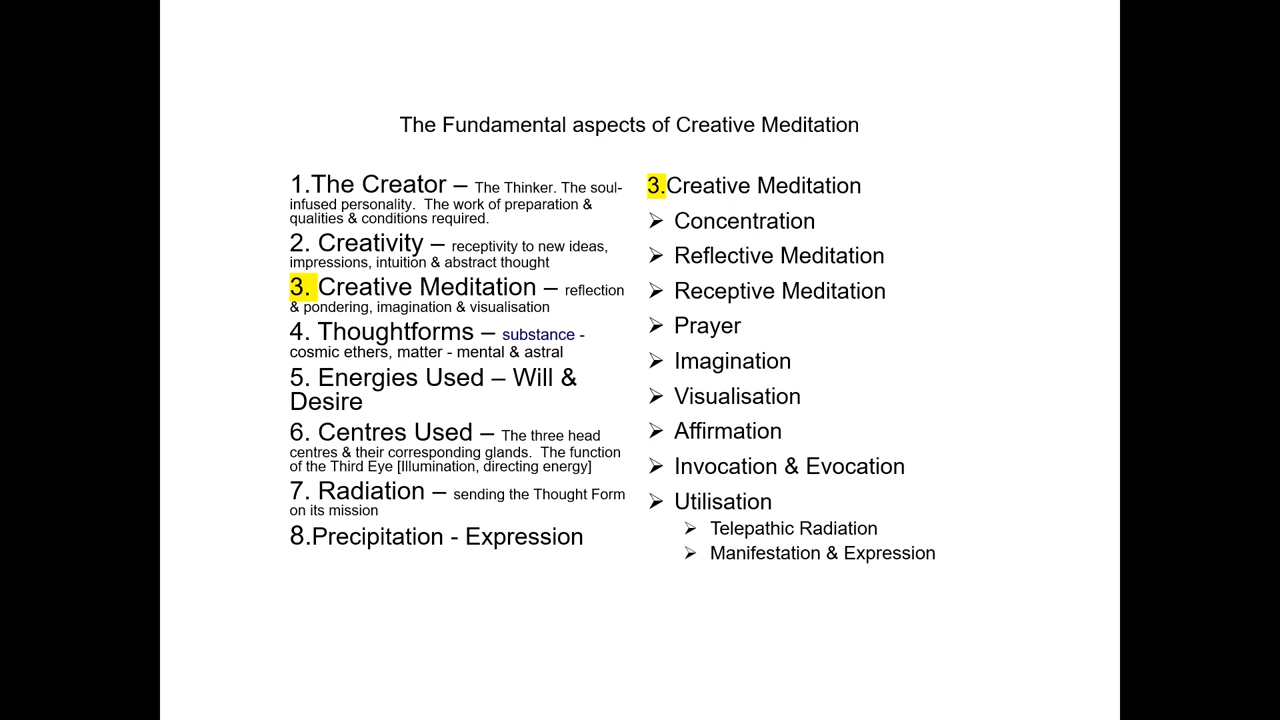 The Fundamental aspects of Creative Meditation
1.The Creator – The Thinker. The soul-
infused personality. The work of preparation &
qualities & conditions required.
2. Creativity – receptivity to new ideas,
impressions, intuition & abstract thought
3. Creative Meditation – reflection
& pondering, imagination & visualisation
4. Thoughtforms – substance -
cosmic ethers, matter - mental & astral
5. Energies Used – Will &
Desire
6. Centres Used – The three head
centres & their corresponding glands. The function
of the Third Eye [Illumination, directing energy]
7. Radiation – sending the Thought Form
on its mission
8.Precipitation - Expression
3.Creative Meditation
➢ Concentration
➢ Reflective Meditation
➢ Receptive Meditation
➢ Prayer
➢ Imagination
➢ Visualisation
➢ Affirmation
➢ Invocation & Evocation
➢ Utilisation
➢ Telepathic Radiation
➢ Manifestation & Expression